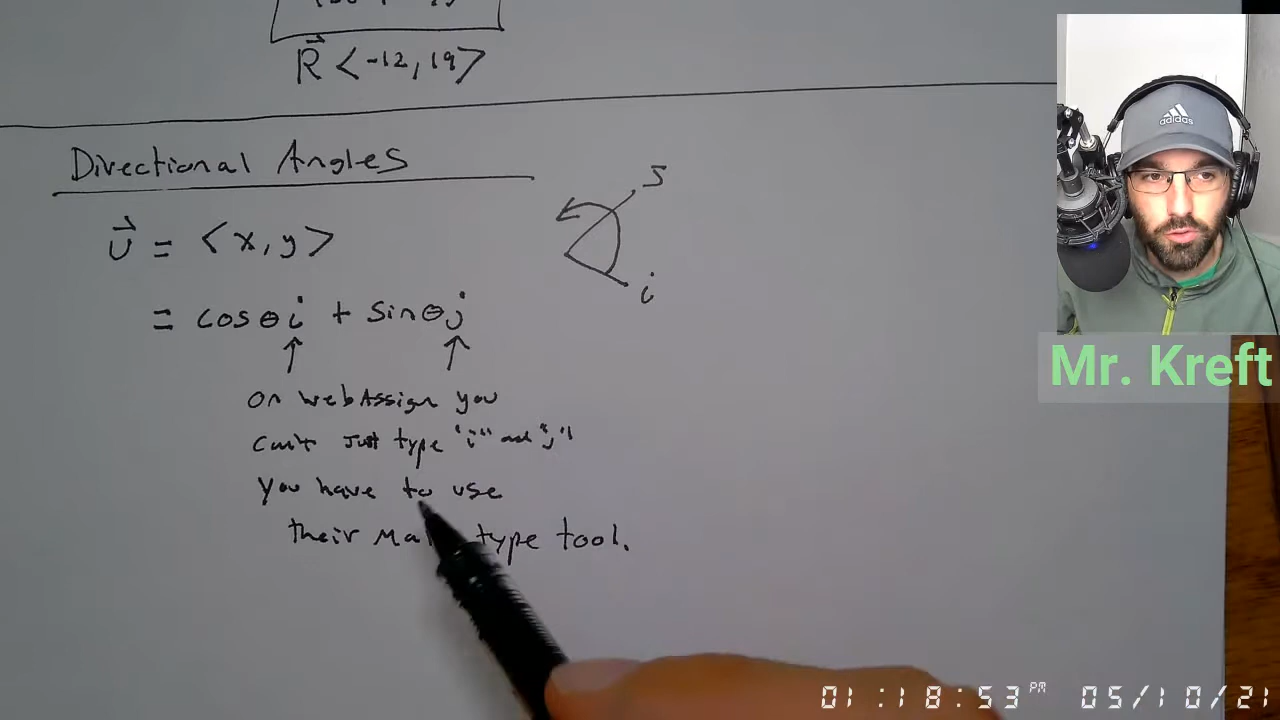 R < -12, 19 >
Directional Angles
U = < x, y >
s
i
= cosθi + sinθj
on webAssign you
can't Just type "i" and "j"
you have to use
their type tool.
adidas
Mr. Kreft
01:18:53 PM 05/10/21